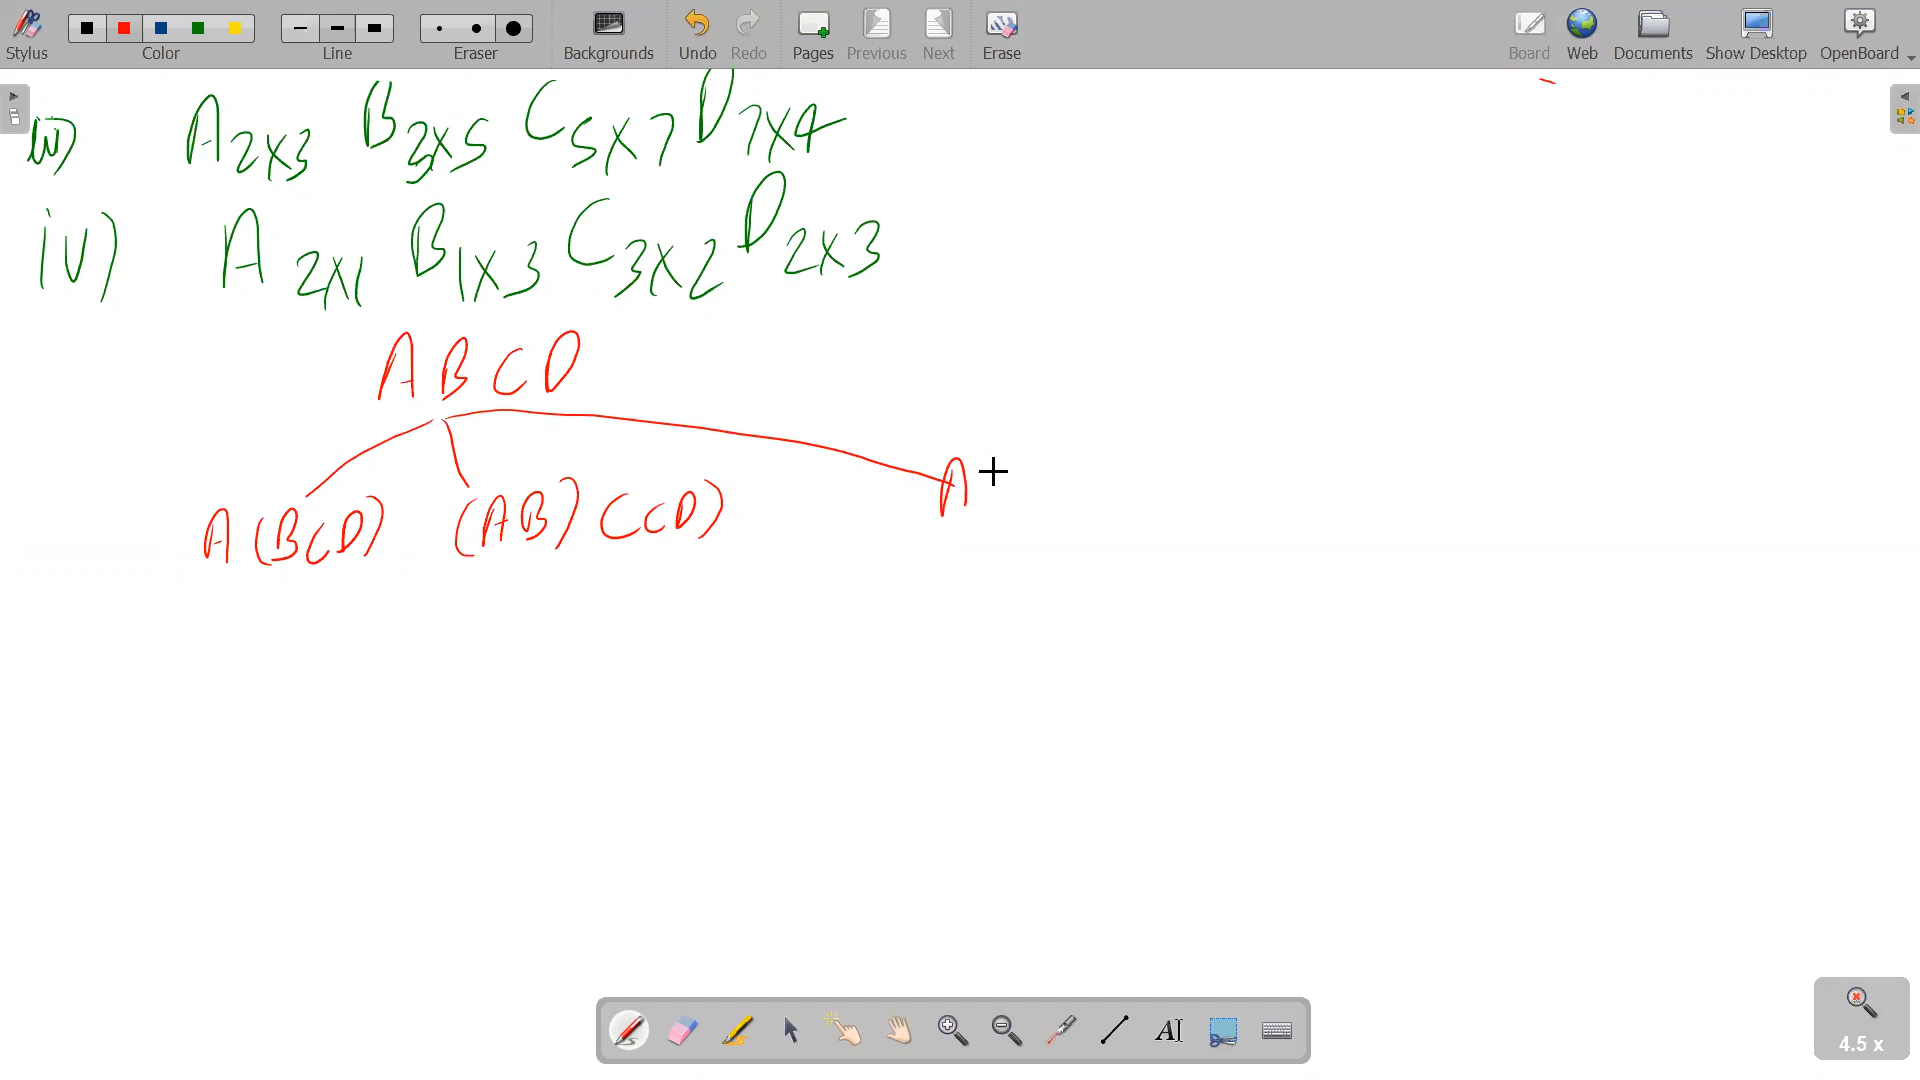 Stylus Color Line Eraser Backgrounds Undo Redo Pages Previous Next Erase Board Web Documents Show Desktop OpenBoard
iii) A2x3 B3x5 C5x7 D7x4
iv) A2x1 B1x3 C3x2 D2x3
ABCD
A(BCD) (AB)(CD) A
4.5 x